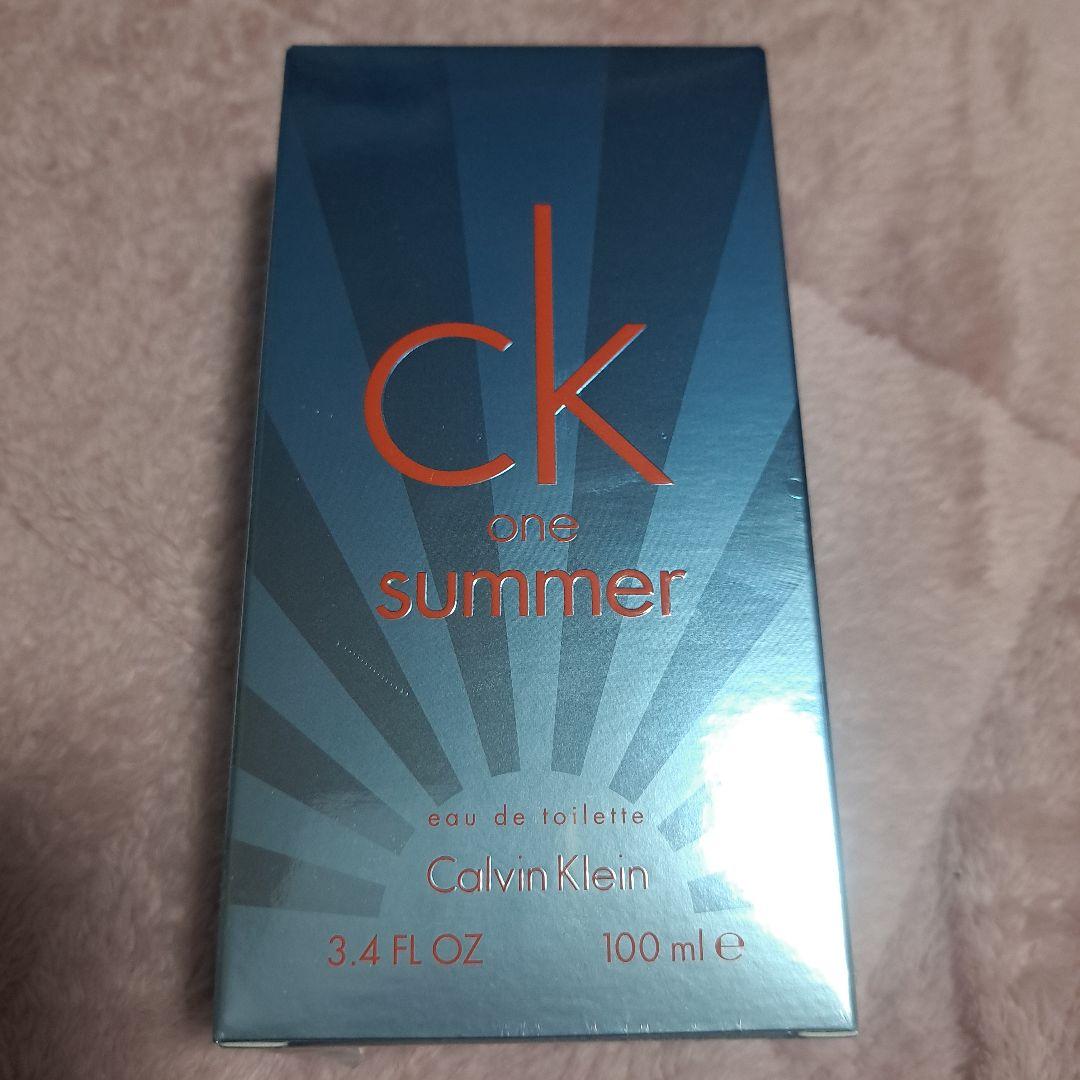 ck
one
summer
eau de toilette
Calvin Klein
3.4 FL OZ 100 ml ℮